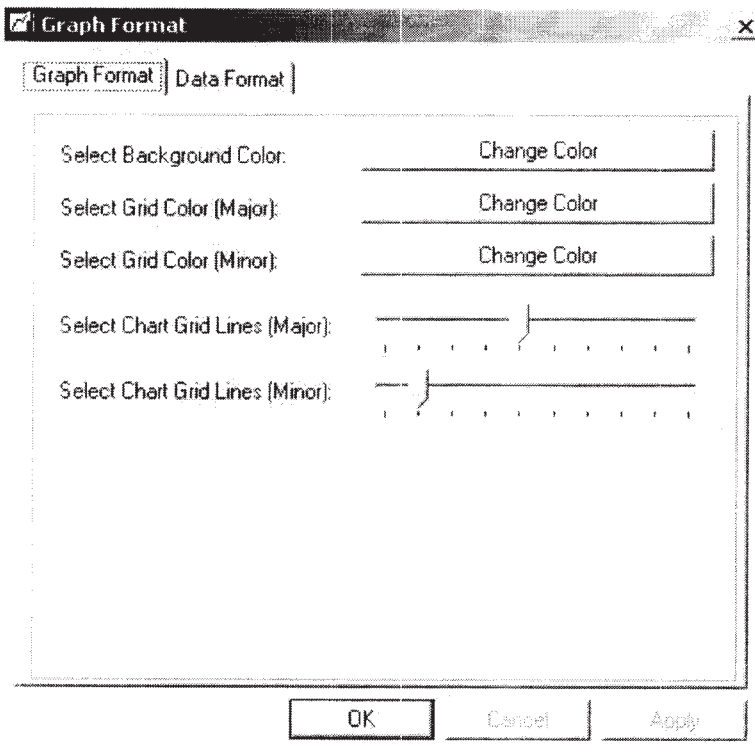 Graph Format
Graph Format Data Format
Select Background Color: Change Color
Select Grid Color (Major): Change Color
Select Grid Color (Minor): Change Color
Select Chart Grid Lines (Major):
Select Chart Grid Lines (Minor):
OK Cancel Apply